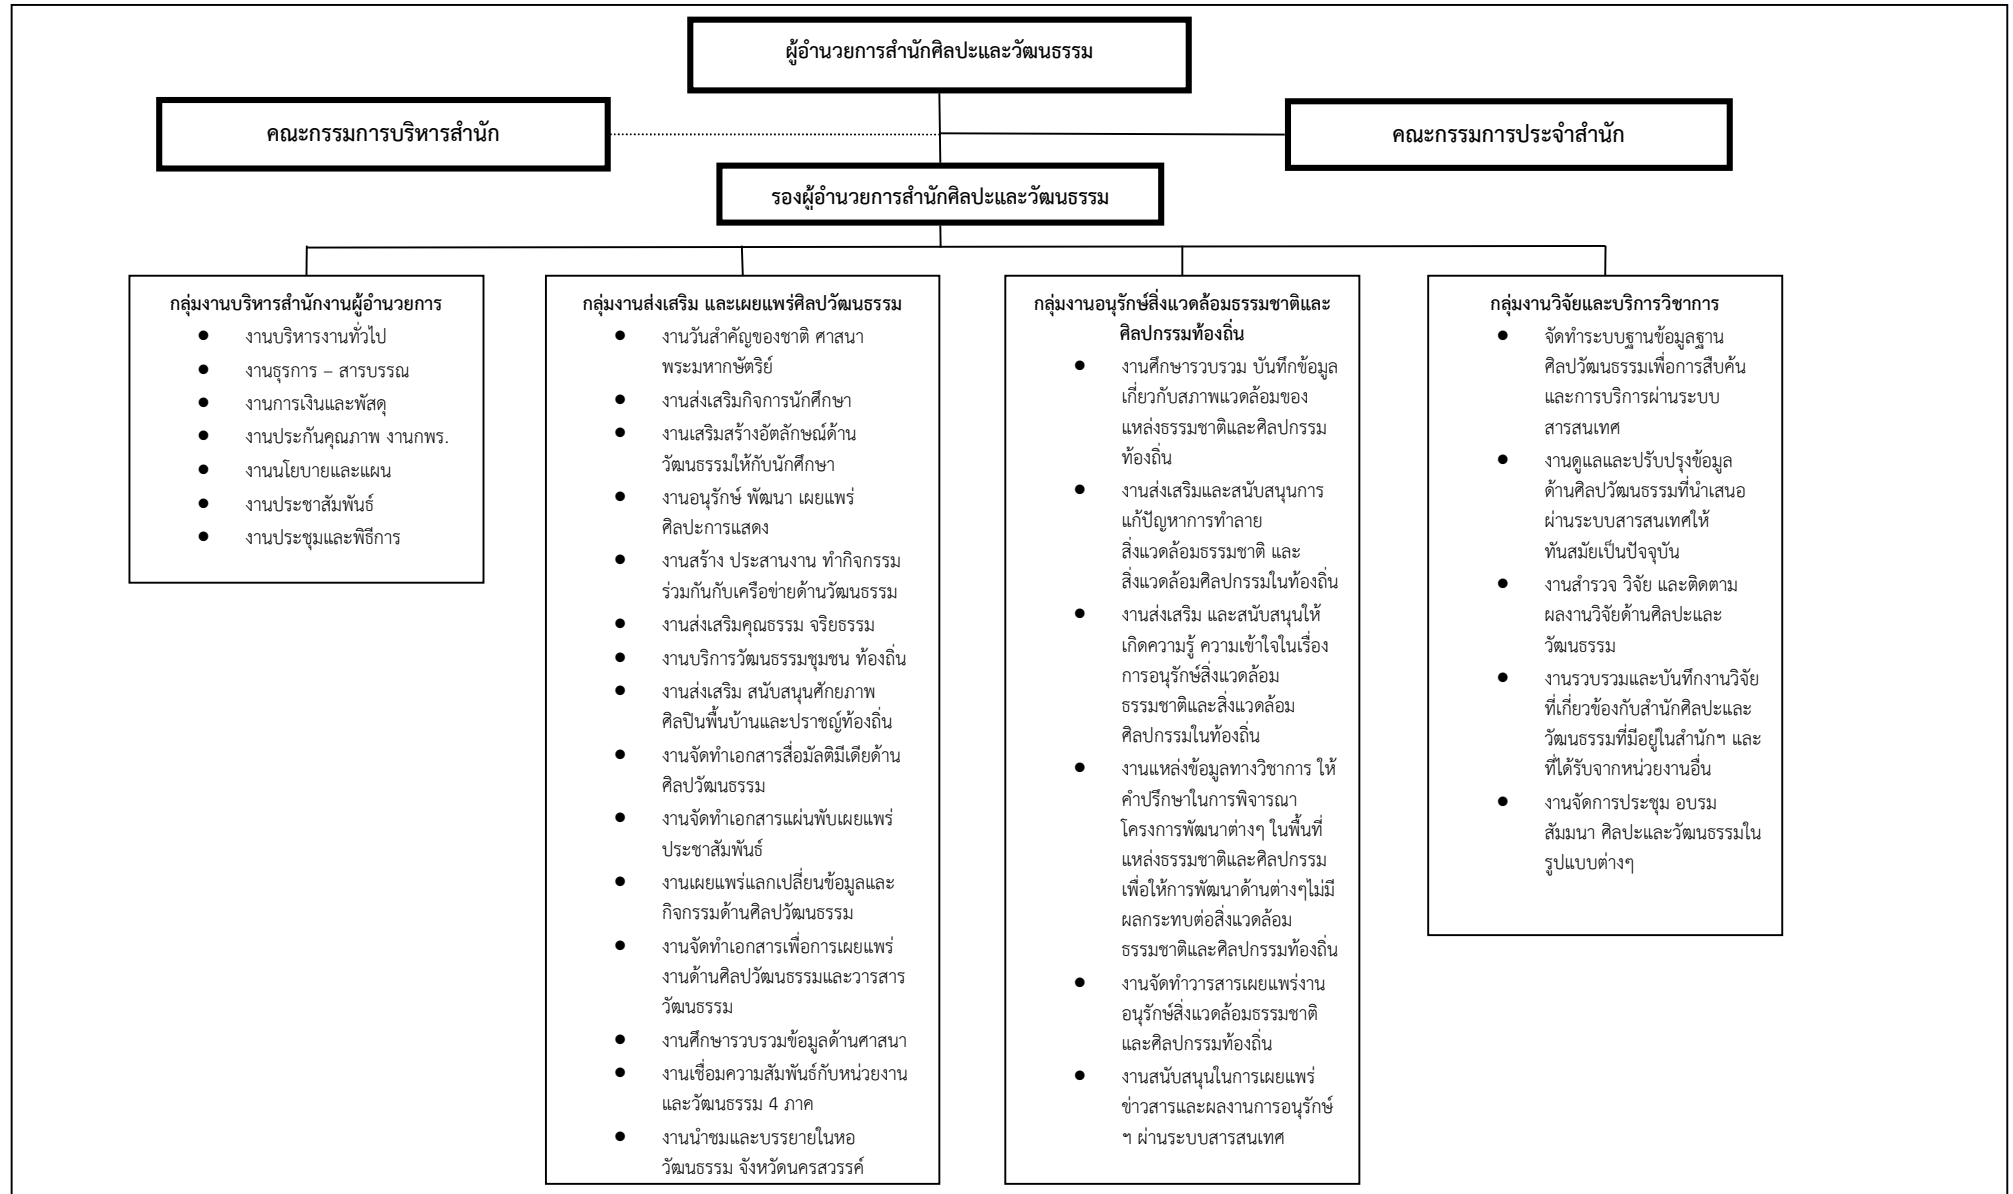 ผู้อำนวยการสำนักศิลปะและวัฒนธรรม
คณะกรรมการบริหารสำนัก
คณะกรรมการประจำสำนัก
รองผู้อำนวยการสำนักศิลปะและวัฒนธรรม
กลุ่มงานบริหารสำนักงานผู้อำนวยการ
● งานบริหารงานทั่วไป
● งานธุรการ – สารบรรณ
● งานการเงินและพัสดุ
● งานประกันคุณภาพ งานกพร.
● งานนโยบายและแผน
● งานประชาสัมพันธ์
● งานประชุมและพิธีการ
กลุ่มงานส่งเสริม และเผยแพร่ศิลปวัฒนธรรม
● งานวันสำคัญของชาติ ศาสนา
พระมหากษัตริย์
● งานส่งเสริมกิจการนักศึกษา
● งานเสริมสร้างอัตลักษณ์ด้าน
วัฒนธรรมให้กับนักศึกษา
● งานอนุรักษ์ พัฒนา เผยแพร่
ศิลปะการแสดง
● งานสร้าง ประสานงาน ทำกิจกรรม
ร่วมกันกับเครือข่ายด้านวัฒนธรรม
● งานส่งเสริมคุณธรรม จริยธรรม
● งานบริการวัฒนธรรมชุมชน ท้องถิ่น
● งานส่งเสริม สนับสนุนศักยภาพ
ศิลปินพื้นบ้านและปราชญ์ท้องถิ่น
● งานจัดทำเอกสารสื่อมัลติมีเดียด้าน
ศิลปวัฒนธรรม
● งานจัดทำเอกสารแผ่นพับเผยแพร่
ประชาสัมพันธ์
● งานเผยแพร่แลกเปลี่ยนข้อมูลและ
กิจกรรมด้านศิลปวัฒนธรรม
● งานจัดทำเอกสารเพื่อการเผยแพร่
งานด้านศิลปวัฒนธรรมและวารสาร
วัฒนธรรม
● งานศึกษารวบรวมข้อมูลด้านศาสนา
● งานเชื่อมความสัมพันธ์กับหน่วยงาน
และวัฒนธรรม 4 ภาค
● งานนำชมและบรรยายในหอ
วัฒนธรรม จังหวัดนครสวรรค์
กลุ่มงานอนุรักษ์สิ่งแวดล้อมธรรมชาติและ
ศิลปกรรมท้องถิ่น
● งานศึกษารวบรวม บันทึกข้อมูล
เกี่ยวกับสภาพแวดล้อมของ
แหล่งธรรมชาติและศิลปกรรม
ท้องถิ่น
● งานส่งเสริมและสนับสนุนการ
แก้ปัญหาการทำลาย
สิ่งแวดล้อมธรรมชาติ และ
สิ่งแวดล้อมศิลปกรรมในท้องถิ่น
● งานส่งเสริม และสนับสนุนให้
เกิดความรู้ ความเข้าใจในเรื่อง
การอนุรักษ์สิ่งแวดล้อม
ธรรมชาติและสิ่งแวดล้อม
ศิลปกรรมในท้องถิ่น
● งานแหล่งข้อมูลทางวิชาการ ให้
คำปรึกษาในการพิจารณา
โครงการพัฒนาต่างๆ ในพื้นที่
แหล่งธรรมชาติและศิลปกรรม
เพื่อให้การพัฒนาด้านต่างๆไม่มี
ผลกระทบต่อสิ่งแวดล้อม
ธรรมชาติและศิลปกรรมท้องถิ่น
● งานจัดทำวารสารเผยแพร่งาน
อนุรักษ์สิ่งแวดล้อมธรรมชาติ
และศิลปกรรมท้องถิ่น
● งานสนับสนุนในการเผยแพร่
ข่าวสารและผลงานการอนุรักษ์
ฯ ผ่านระบบสารสนเทศ
กลุ่มงานวิจัยและบริการวิชาการ
● จัดทำระบบฐานข้อมูลฐาน
ศิลปวัฒนธรรมเพื่อการสืบค้น
และการบริการผ่านระบบ
สารสนเทศ
● งานดูแลและปรับปรุงข้อมูล
ด้านศิลปวัฒนธรรมที่นำเสนอ
ผ่านระบบสารสนเทศให้
ทันสมัยเป็นปัจจุบัน
● งานสำรวจ วิจัย และติดตาม
ผลงานวิจัยด้านศิลปะและ
วัฒนธรรม
● งานรวบรวมและบันทึกงานวิจัย
ที่เกี่ยวข้องกับสำนักศิลปะและ
วัฒนธรรมที่มีอยู่ในสำนักฯ และ
ที่ได้รับจากหน่วยงานอื่น
● งานจัดการประชุม อบรม
สัมมนา ศิลปะและวัฒนธรรมใน
รูปแบบต่างๆ